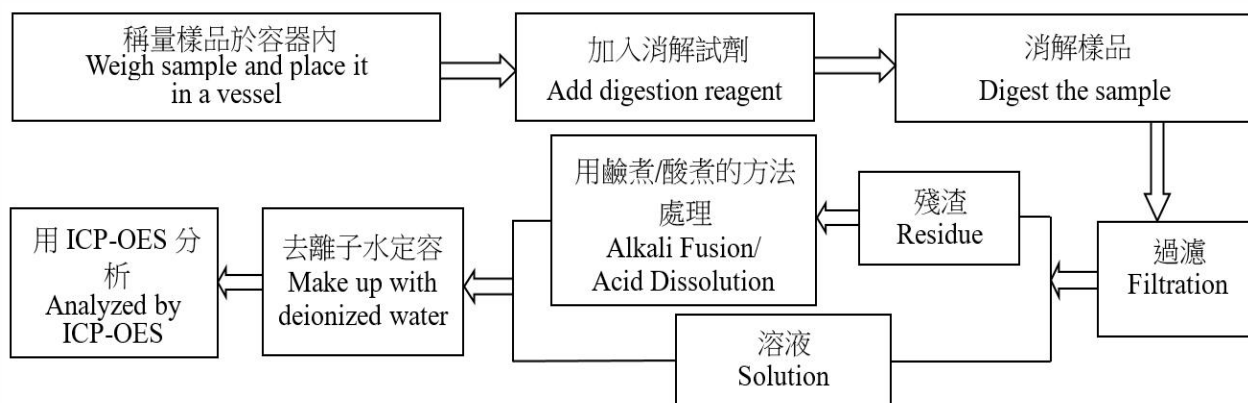 稱量樣品於容器內
Weigh sample and place it
in a vessel
加入消解試劑
Add digestion reagent
消解樣品
Digest the sample
過濾
Filtration
殘渣
Residue
用鹼煮/酸煮的方法
處理
Alkali Fusion/
Acid Dissolution
溶液
Solution
去離子水定容
Make up with
deionized water
用 ICP-OES 分
析
Analyzed by
ICP-OES